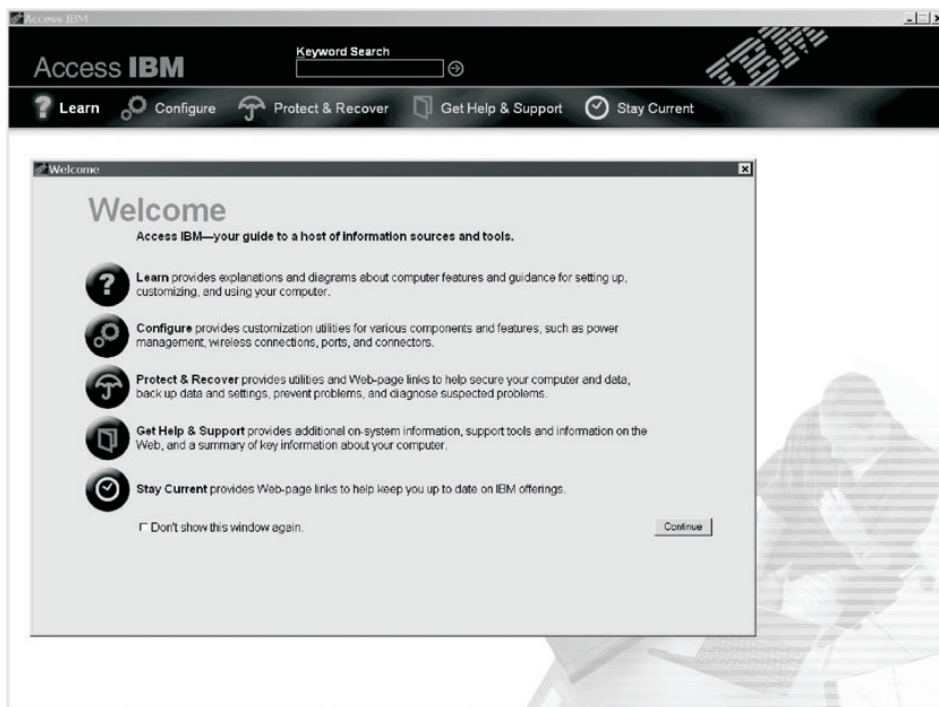 Access IBM
Keyword Search
Access IBM
IBM
Learn Configure Protect & Recover Get Help & Support Stay Current
Welcome
Welcome
Access IBM—your guide to a host of information sources and tools.
Learn provides explanations and diagrams about computer features and guidance for setting up,
customizing, and using your computer.
Configure provides customization utilities for various components and features, such as power
management, wireless connections, ports, and connectors.
Protect & Recover provides utilities and Web-page links to help secure your computer and data,
back up data and settings, prevent problems, and diagnose suspected problems.
Get Help & Support provides additional on-system information, support tools and information on the
Web, and a summary of key information about your computer.
Stay Current provides Web-page links to help keep you up to date on IBM offerings.
Don't show this window again.
Continue